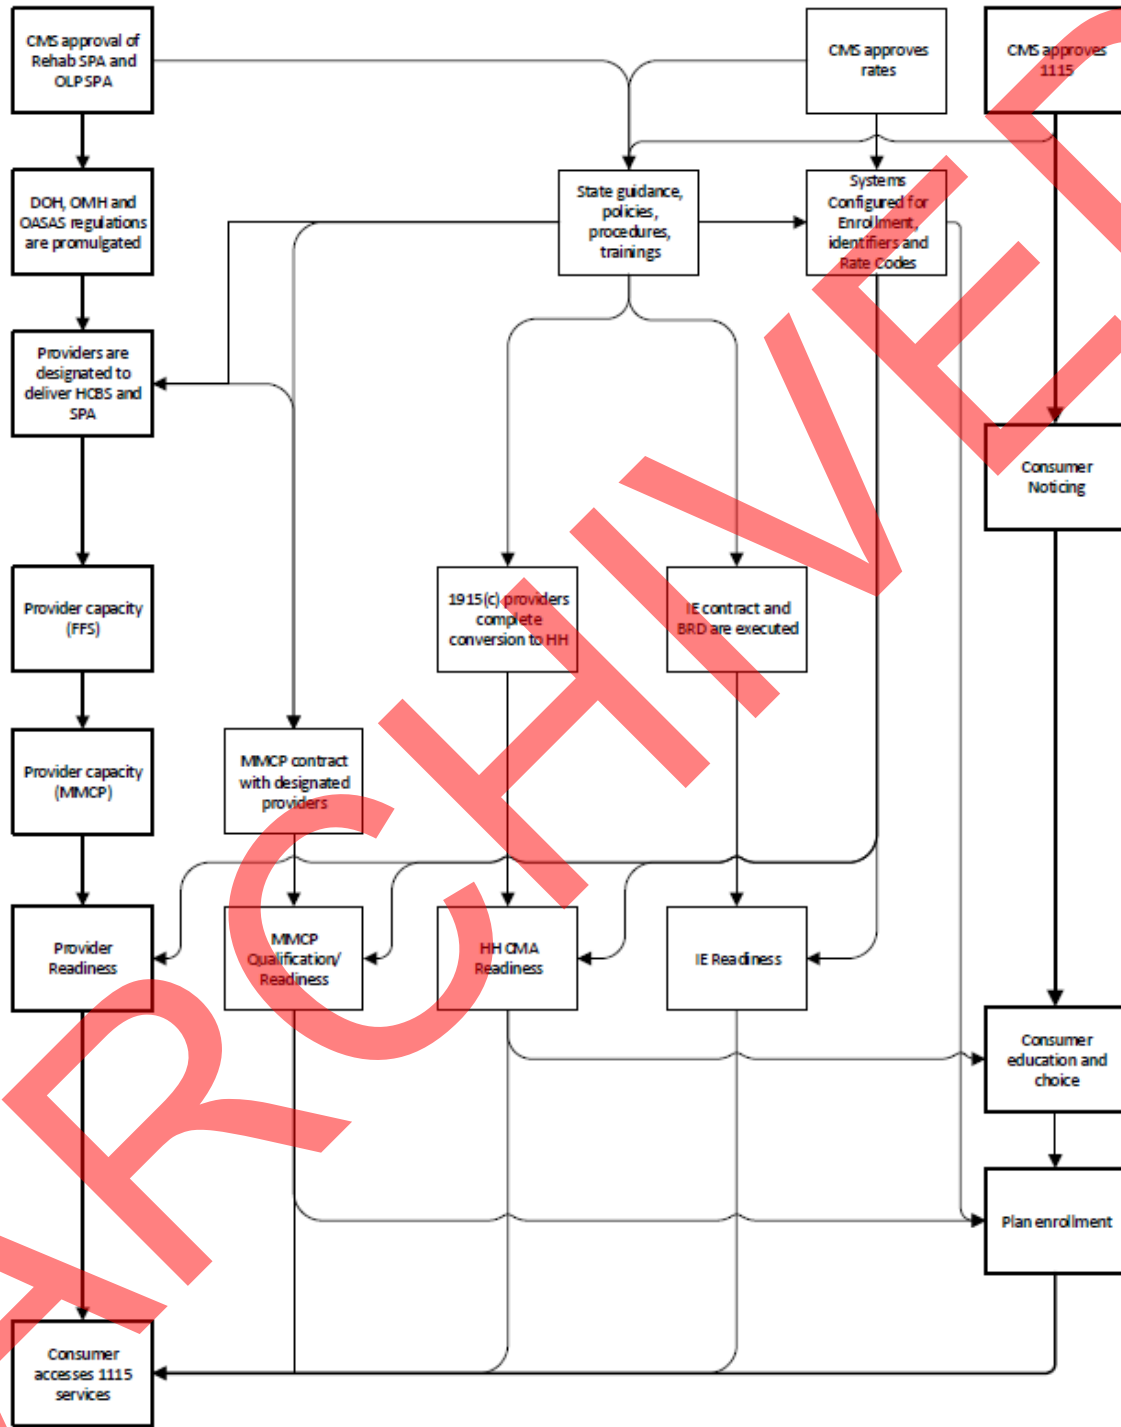 CMS approval of
Rehab SPA and
OLP SPA
CMS approves
rates
CMS approves
1115
DOH, OMH and
OASAS regulations
are promulgated
State guidance,
policies,
procedures,
trainings
Systems
Configured for
Enrollment,
identifiers and
Rate Codes
Providers are
designated to
deliver HCBS and
SPA
Consumer
Noticing
Provider capacity
(FFS)
1915(c) providers
complete
conversion to HH
IE contract and
BRD are executed
Provider capacity
(MMCP)
MMCP contract
with designated
providers
Provider
Readiness
MMCP
Qualification/
Readiness
HH CMA
Readiness
IE Readiness
Consumer
education and
choice
Plan enrollment
Consumer
accesses 1115
services
ARCHIVED